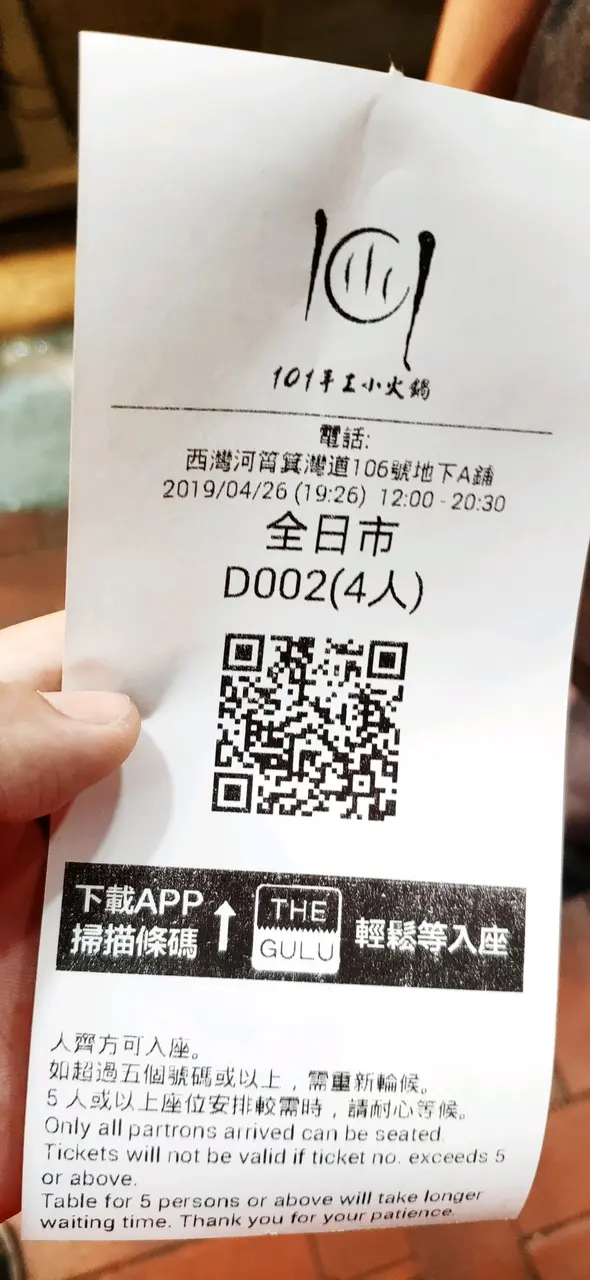 101手工小火鍋
電話:
西灣河筲箕灣道106號地下A鋪
2019/04/26 (19:26) 12:00 - 20:30
全日市
D002(4人)
下載APP
掃描條碼
THE
GULU
輕鬆等入座
人齊方可入座。
如超過五個號碼或以上，需重新輪候。
5 人或以上座位安排較需時，請耐心等候。
Only all partrons arrived can be seated.
Tickets will not be valid if ticket no. exceeds 5
or above.
Table for 5 persons or above will take longer
waiting time. Thank you for your patience.